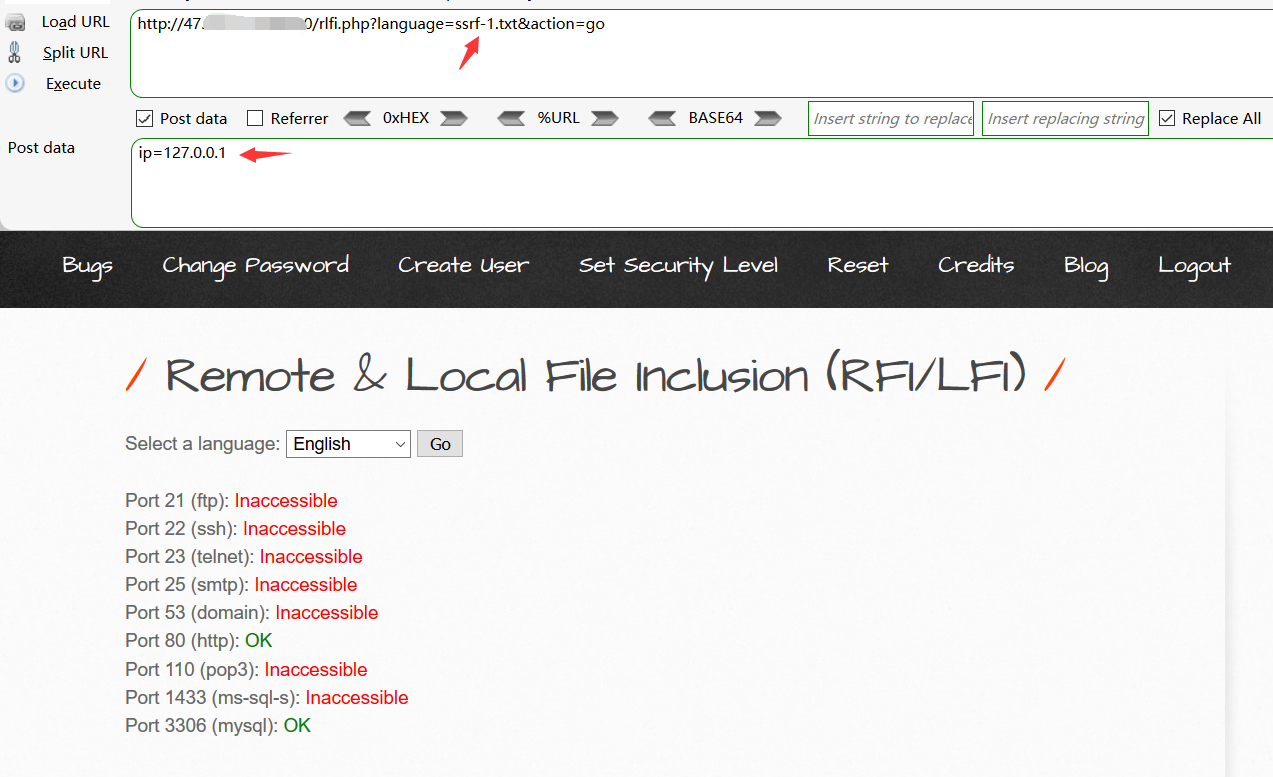 Load URL
http://47. 0/rlfi.php?language=ssrf-1.txt&action=go
Split URL
Execute
Post data Referrer 0xHEX %URL BASE64 Insert string to replace Insert replacing string Replace All
Post data
ip=127.0.0.1
Bugs Change Password Create User Set Security Level Reset Credits Blog Logout
/ Remote & Local File Inclusion (RFI/LFI) /
Select a language: English Go
Port 21 (ftp): Inaccessible
Port 22 (ssh): Inaccessible
Port 23 (telnet): Inaccessible
Port 25 (smtp): Inaccessible
Port 53 (domain): Inaccessible
Port 80 (http): OK
Port 110 (pop3): Inaccessible
Port 1433 (ms-sql-s): Inaccessible
Port 3306 (mysql): OK